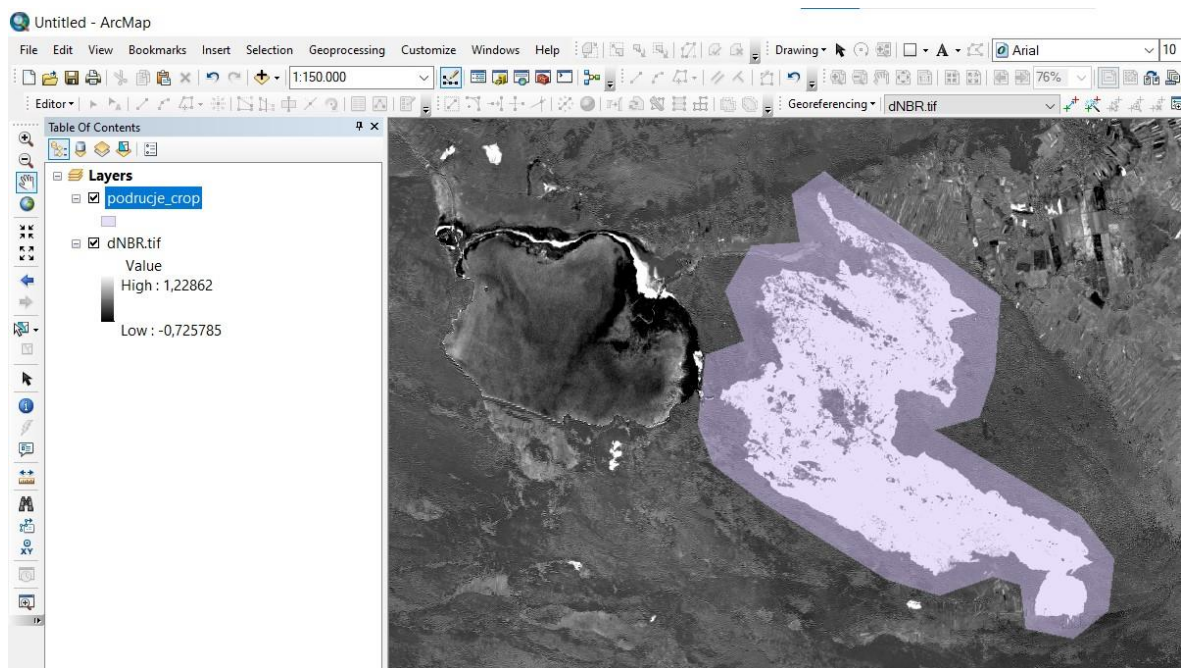 Untitled - ArcMap
File Edit View Bookmarks Insert Selection Geoprocessing Customize Windows Help Drawing A Arial 10
1:150.000 76%
Editor Georeferencing dNBR.tif
Table Of Contents
Layers
podrucje_crop
dNBR.tif
Value
High : 1,22862
Low : -0,725785
XY